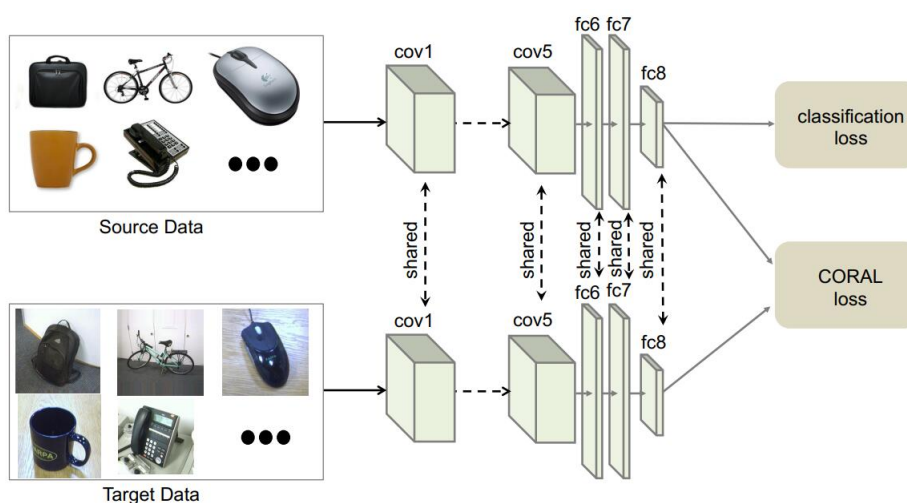 Source Data
cov1
cov5
fc6
fc7
fc8
classification
loss
shared
shared
shared
shared
shared
CORAL
loss
cov1
cov5
fc6
fc7
fc8
Target Data